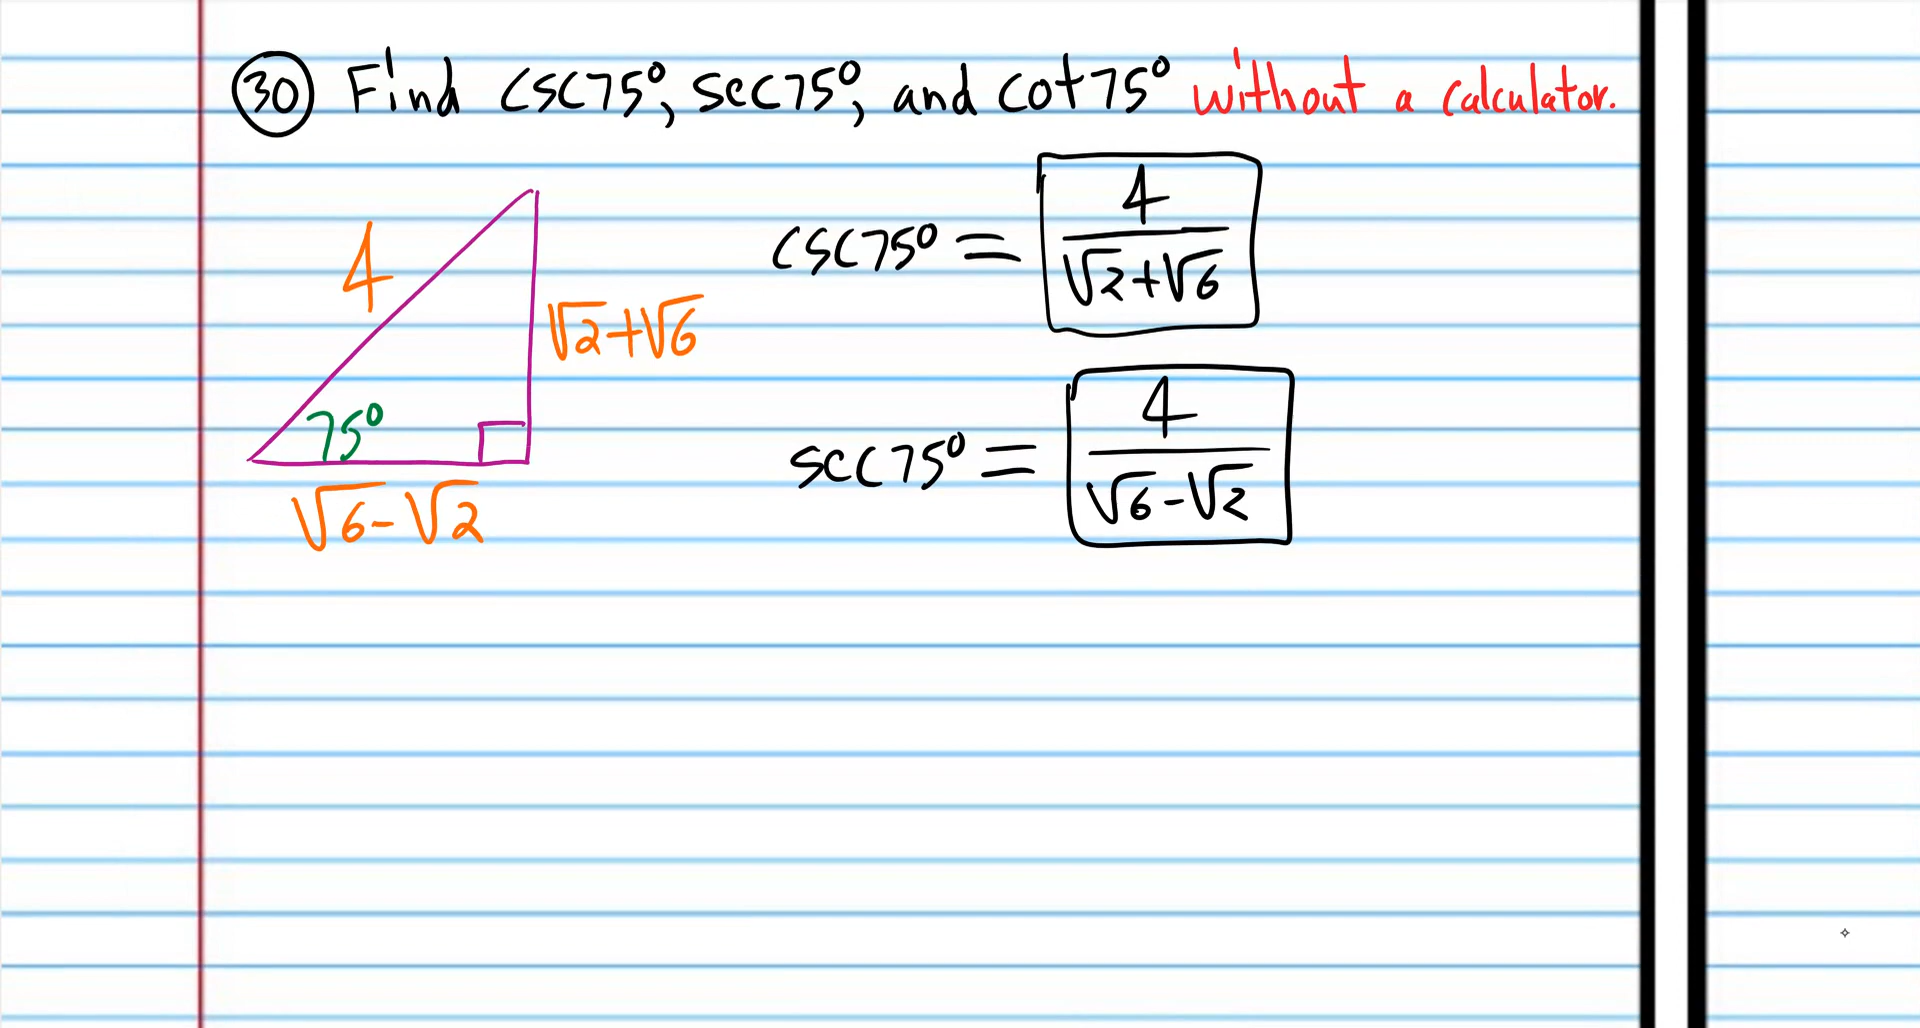 30 Find csc75°, sec75°, and cot75° without a calculator.
4
√2+√6
75°
√6-√2
csc75° = 4/(√2+√6)
sec75° = 4/(√6-√2)